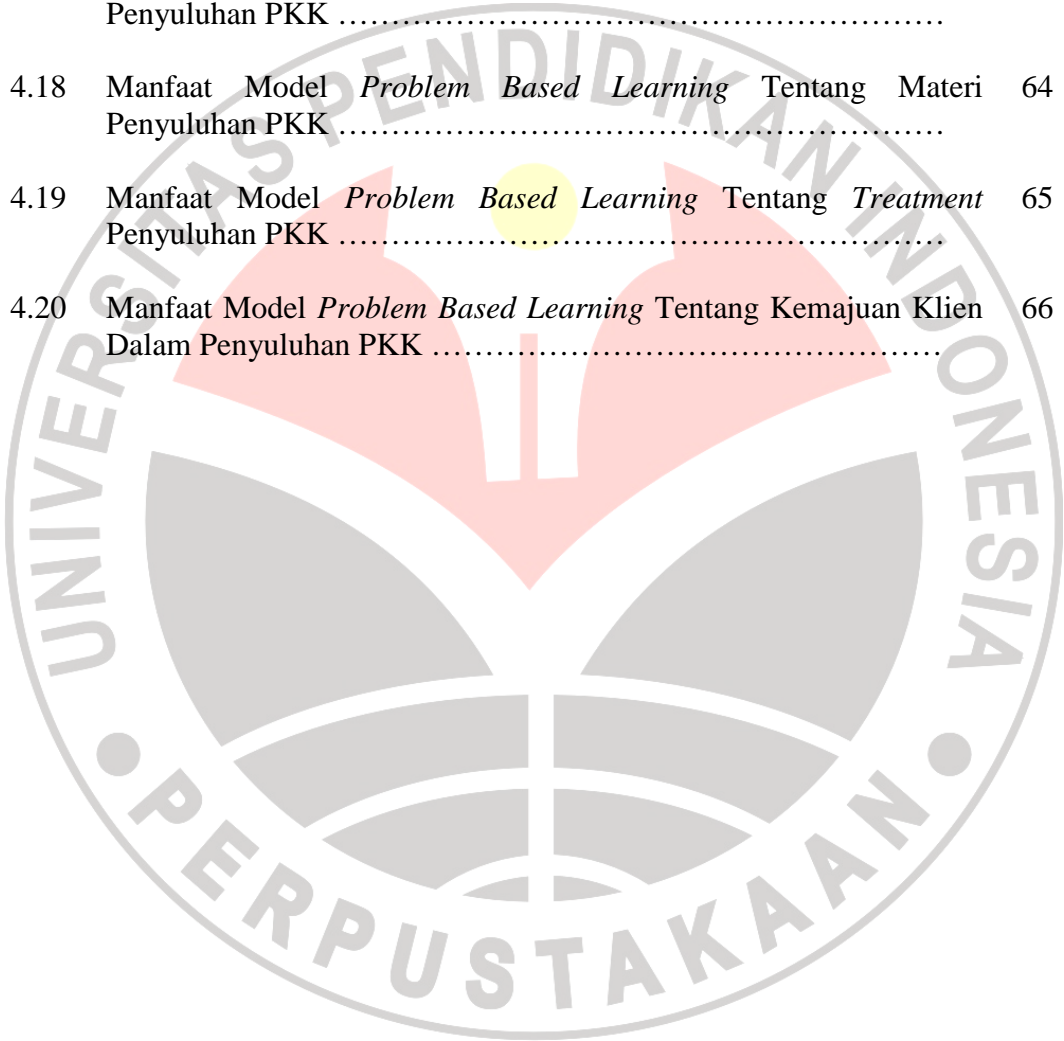 Penyuluhan PKK ……………………………………………………………
4.18 Manfaat Model Problem Based Learning Tentang Materi 64
Penyuluhan PKK ……………………………………………………………
4.19 Manfaat Model Problem Based Learning Tentang Treatment 65
Penyuluhan PKK ……………………………………………………………
4.20 Manfaat Model Problem Based Learning Tentang Kemajuan Klien 66
Dalam Penyuluhan PKK …………………………………………………
UNIVERSITAS PENDIDIKAN INDONESIA
PERPUSTAKAAN